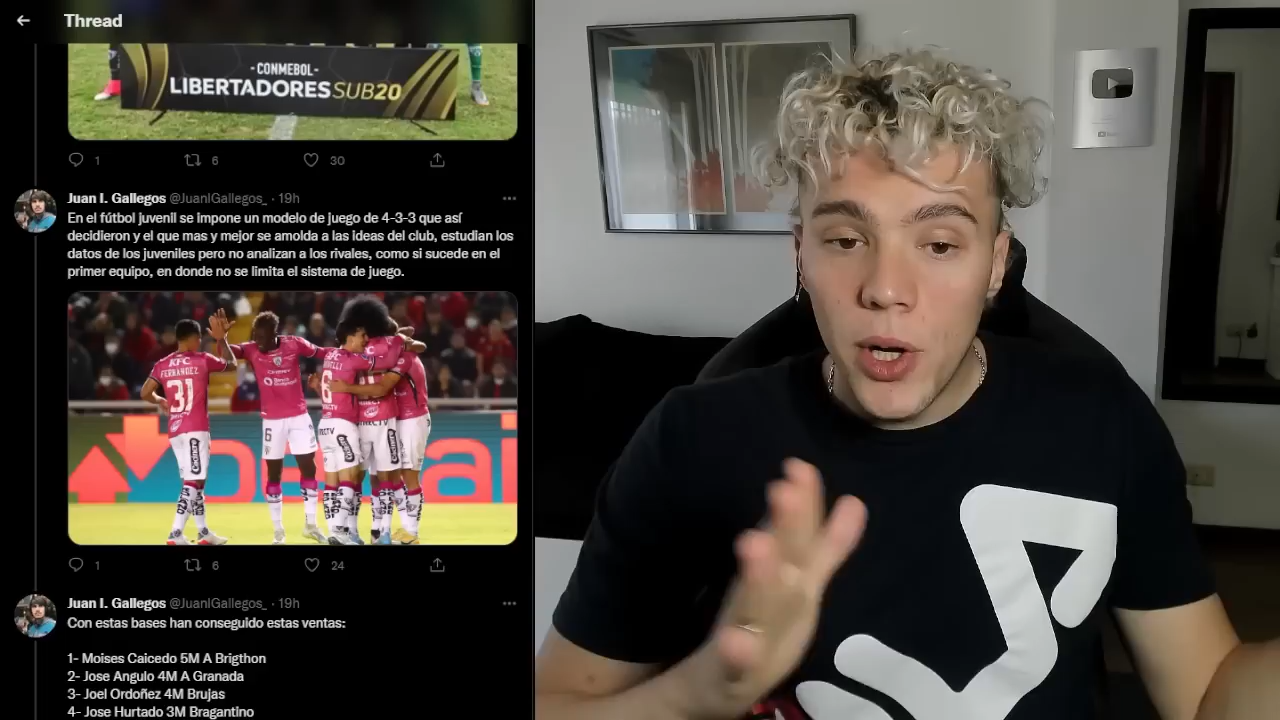 Thread
- CONMEBOL -
LIBERTADORES SUB20
1
6
30
Juan I. Gallegos @JuanIGallegos_ · 19h
En el fútbol juvenil se impone un modelo de juego de 4-3-3 que así
decidieron y el que mas y mejor se amolda a las ideas del club, estudian los
datos de los juveniles pero no analizan a los rivales, como si sucede en el
primer equipo, en donde no se limita el sistema de juego.
KFC
FERNANDEZ
31
6
6
DIRECTV
1
6
24
Juan I. Gallegos @JuanIGallegos_ · 19h
Con estas bases han conseguido estas ventas:
1- Moises Caicedo 5M A Brigthon
2- Jose Angulo 4M A Granada
3- Joel Ordoñez 4M Brujas
4- Jose Hurtado 3M Bragantino